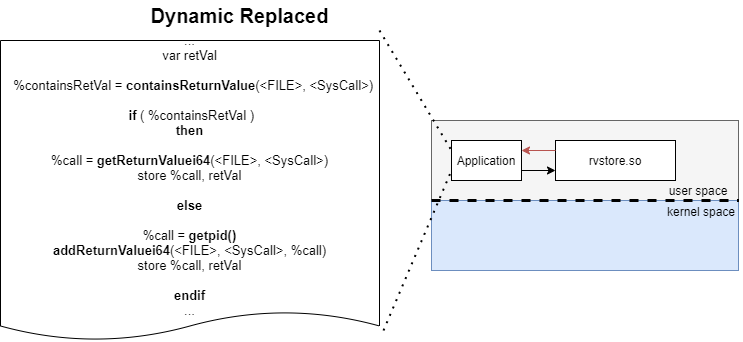 Dynamic Replaced
...
var retVal
%containsRetVal = containsReturnValue(<FILE>, <SysCall>)
if ( %containsRetVal )
then
%call = getReturnValuei64(<FILE>, <SysCall>)
store %call, retVal
else
%call = getpid()
addReturnValuei64(<FILE>, <SysCall>, %call)
store %call, retVal
endif
...
Application
rvstore.so
user space
kernel space